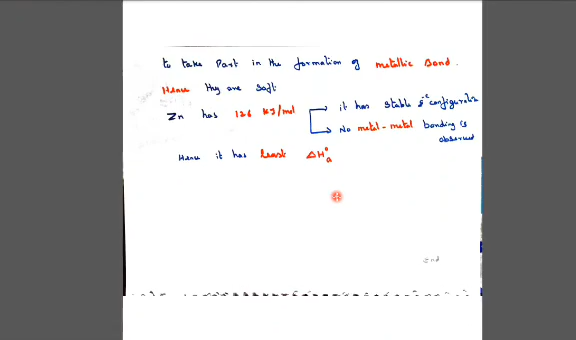 to take part in the formation of metallic Bond.
Hence they are soft
Zn has 126 KJ/mol
it has stable e⁻ configuration
No metal-metal bonding is observed
Hence it has least ΔH°a
End